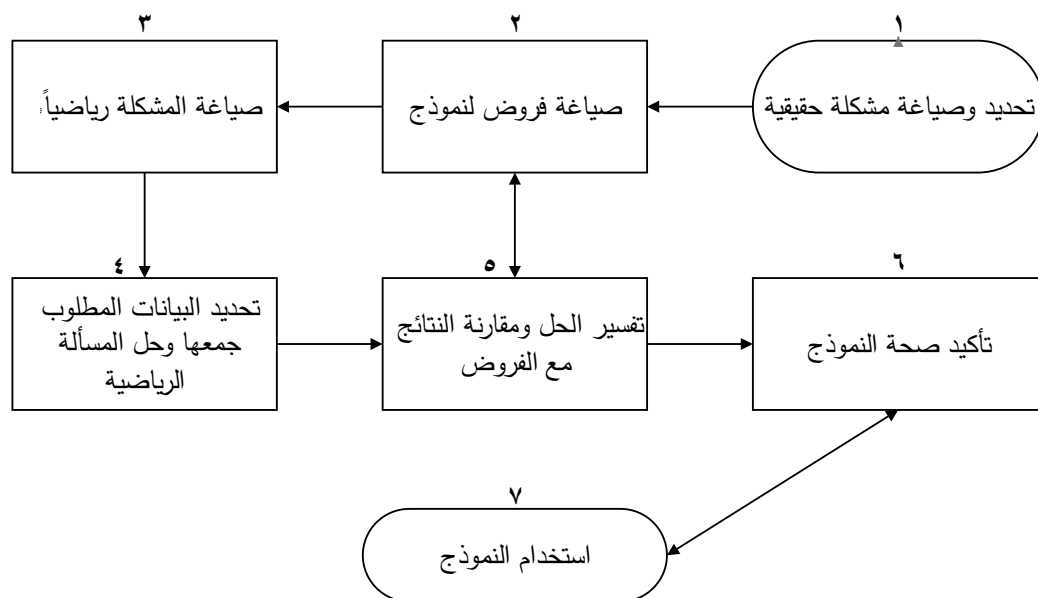 ١
تحديد وصياغة مشكلة حقيقية
٢
صياغة فروض لنموذج
٣
صياغة المشكلة رياضياً
٤
تحديد البيانات المطلوب
جمعها وحل المسألة
الرياضية
٥
تفسير الحل ومقارنة النتائج
مع الفروض
٦
تأكيد صحة النموذج
٧
استخدام النموذج